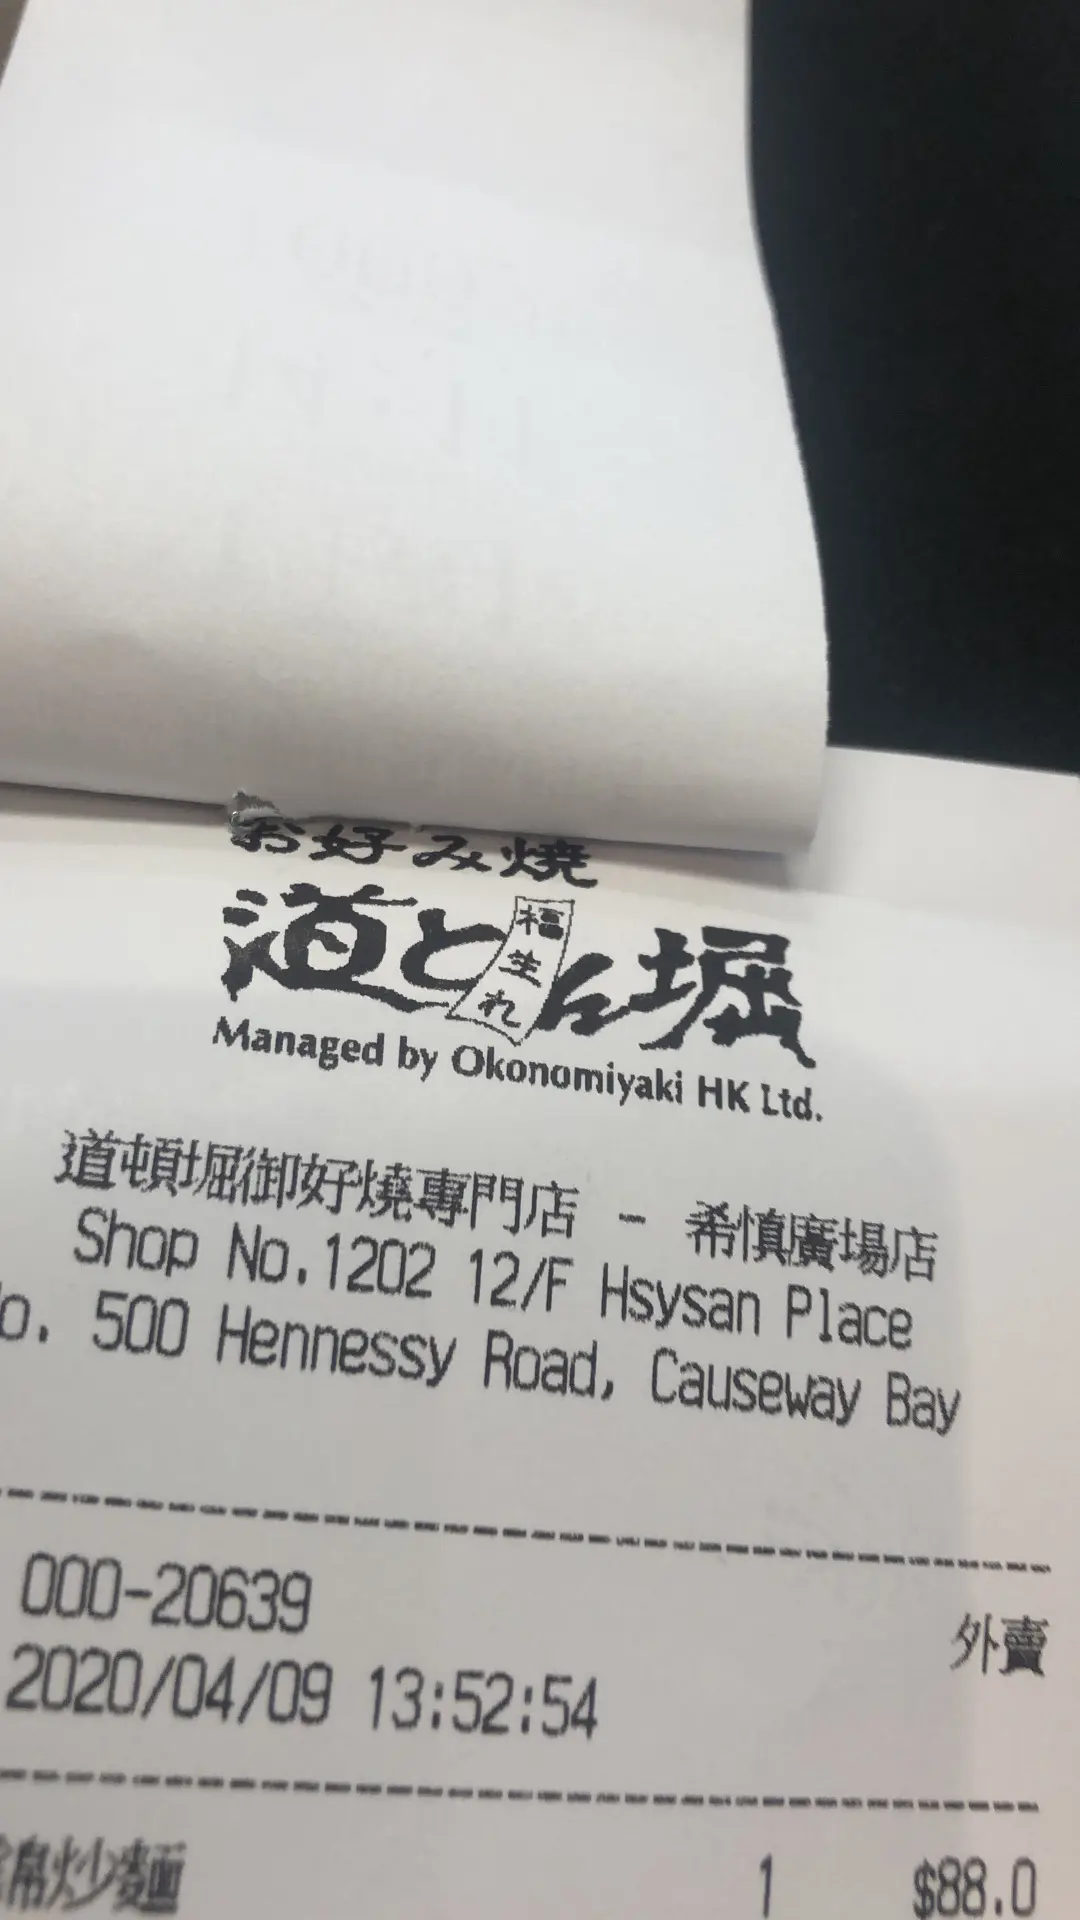 お好み焼
道とん堀
福生れ
Managed by Okonomiyaki HK Ltd.
道頓堀御好燒專門店 - 希慎廣場店
Shop No.1202 12/F Hsysan Place
500 Hennessy Road, Causeway Bay
000-20639
外賣
2020/04/09 13:52:54
炒麵 1 $88.0